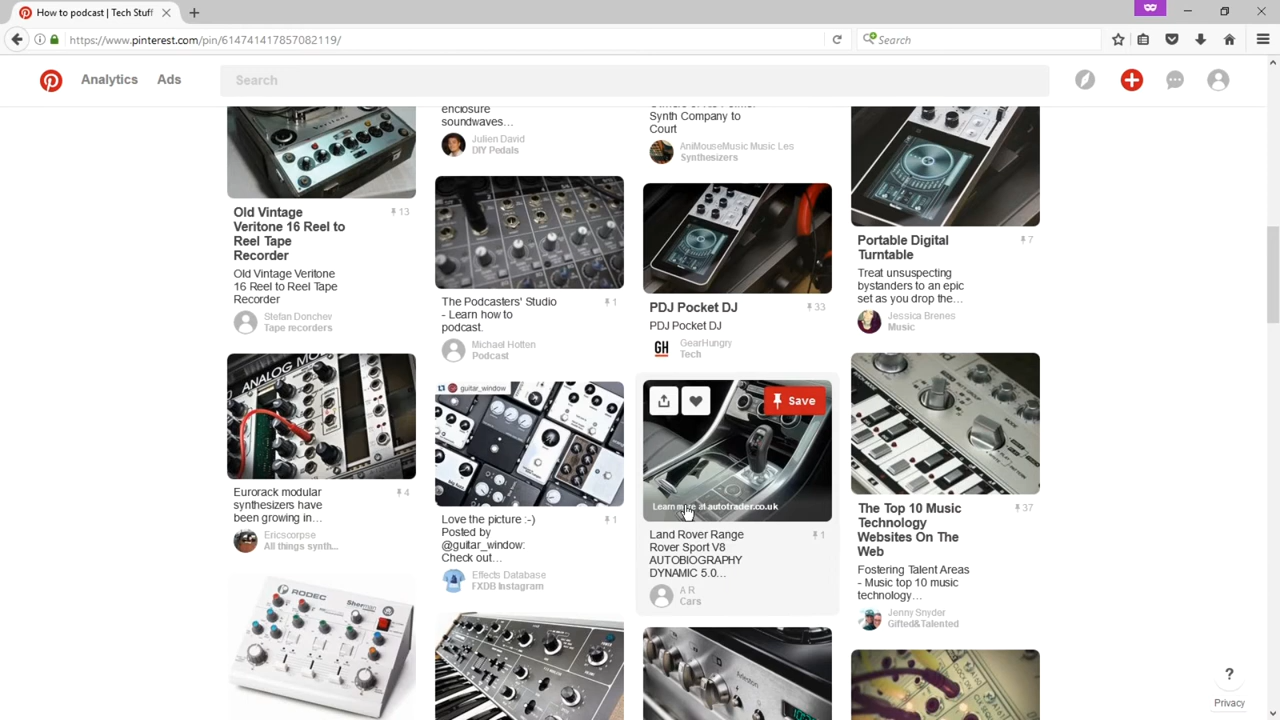 How to podcast | Tech Stuff
https://www.pinterest.com/pin/614741417857082119/
Search
Analytics
Ads
Search
Old Vintage
Veritone 16 Reel to
Reel Tape
Recorder
13
Old Vintage Veritone
16 Reel to Reel Tape
Recorder
Stefan Donchev
Tape recorders
ANALOG MO
Eurorack modular
synthesizers have
been growing in...
4
Ericscorpse
All things synth...
RODEC
Sherman
enclosure
soundwaves...
Julien David
DIY Pedals
The Podcasters' Studio
- Learn how to
podcast.
1
Michael Hotten
Podcast
guitar_window
Love the picture :-)
Posted by
@guitar_window:
Check out...
1
Effects Database
FXDB Instagram
Synth Company to
Court
AniMouseMusic Music Les
Synthesizers
PDJ Pocket DJ
33
PDJ Pocket DJ
GH
GearHungry
Tech
Save
Learn more at autotrader.co.uk
Land Rover Range
Rover Sport V8
AUTOBIOGRAPHY
DYNAMIC 5.0...
1
A R
Cars
Portable Digital
Turntable
7
Treat unsuspecting
bystanders to an epic
set as you drop the...
Jessica Brenes
Music
The Top 10 Music
Technology
Websites On The
Web
37
Fostering Talent Areas
- Music top 10 music
technology...
Jenny Snyder
Gifted&Talented
?
Privacy